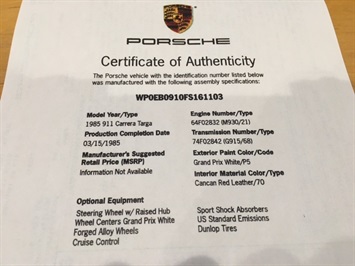 PORSCHE
Certificate of Authenticity
The Porsche vehicle with the identification number listed below
was manufactured with the following assembly specifications:
WP0EB0910FS161103
Model Year/Type
1985 911 Carrera Targa
Production Completion Date
03/15/1985
Manufacturer's Suggested
Retail Price (MSRP)
Information Not Available
Engine Number/Type
64F02832 (M930/21)
Transmission Number/Type
74F02842 (G915/68)
Exterior Paint Color/Code
Grand Prix White/P5
Interior Material Color/Type
Cancan Red Leather/70
Optional Equipment
Steering Wheel w/ Raised Hub
Wheel Centers Grand Prix White
Forged Alloy Wheels
Cruise Control
Sport Shock Absorbers
US Standard Emissions
Dunlop Tires